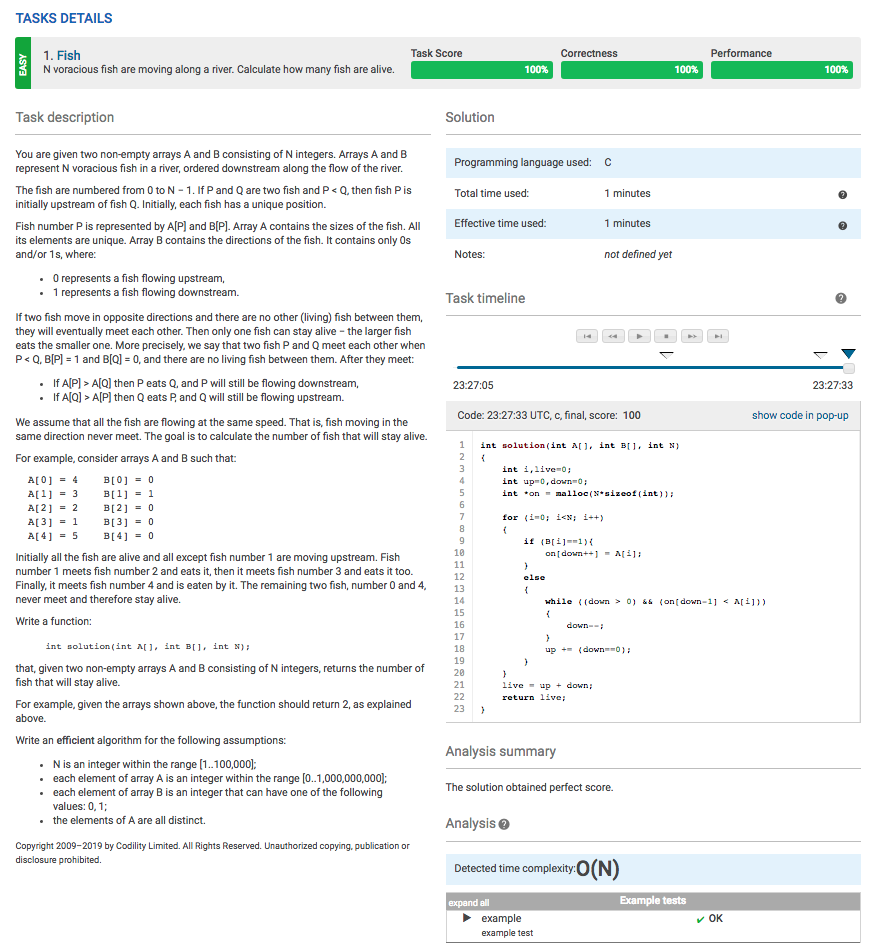 TASKS DETAILS
EASY
1. Fish
N voracious fish are moving along a river. Calculate how many fish are alive.
Task Score
100%
Correctness
100%
Performance
100%
Task description
You are given two non-empty arrays A and B consisting of N integers. Arrays A and B
represent N voracious fish in a river, ordered downstream along the flow of the river.
The fish are numbered from 0 to N − 1. If P and Q are two fish and P < Q, then fish P is
initially upstream of fish Q. Initially, each fish has a unique position.
Fish number P is represented by A[P] and B[P]. Array A contains the sizes of the fish. All
its elements are unique. Array B contains the directions of the fish. It contains only 0s
and/or 1s, where:
• 0 represents a fish flowing upstream,
• 1 represents a fish flowing downstream.
If two fish move in opposite directions and there are no other (living) fish between them,
they will eventually meet each other. Then only one fish can stay alive − the larger fish
eats the smaller one. More precisely, we say that two fish P and Q meet each other when
P < Q, B[P] = 1 and B[Q] = 0, and there are no living fish between them. After they meet:
• If A[P] > A[Q] then P eats Q, and P will still be flowing downstream,
• If A[Q] > A[P] then Q eats P, and Q will still be flowing upstream.
We assume that all the fish are flowing at the same speed. That is, fish moving in the
same direction never meet. The goal is to calculate the number of fish that will stay alive.
For example, consider arrays A and B such that:
A[0] = 4 B[0] = 0
A[1] = 3 B[1] = 1
A[2] = 2 B[2] = 0
A[3] = 1 B[3] = 0
A[4] = 5 B[4] = 0
Initially all the fish are alive and all except fish number 1 are moving upstream. Fish
number 1 meets fish number 2 and eats it, then it meets fish number 3 and eats it too.
Finally, it meets fish number 4 and is eaten by it. The remaining two fish, number 0 and 4,
never meet and therefore stay alive.
Write a function:
int solution(int A[], int B[], int N);
that, given two non-empty arrays A and B consisting of N integers, returns the number of
fish that will stay alive.
For example, given the arrays shown above, the function should return 2, as explained
above.
Write an efficient algorithm for the following assumptions:
• N is an integer within the range [1..100,000];
• each element of array A is an integer within the range [0..1,000,000,000];
• each element of array B is an integer that can have one of the following
values: 0, 1;
• the elements of A are all distinct.
Copyright 2009–2019 by Codility Limited. All Rights Reserved. Unauthorized copying, publication or
disclosure prohibited.
Solution
Programming language used: C
Total time used: 1 minutes ?
Effective time used: 1 minutes ?
Notes: not defined yet
Task timeline ?
23:27:05 23:27:33
Code: 23:27:33 UTC, c, final, score: 100 show code in pop-up
1 int solution(int A[], int B[], int N)
2 {
3 int i,live=0;
4 int up=0,down=0;
5 int *on = malloc(N*sizeof(int));
6
7 for (i=0; i<N; i++)
8 {
9 if (B[i]==1){
10 on[down++] = A[i];
11 }
12 else
13 {
14 while ((down > 0) && (on[down-1] < A[i]))
15 {
16 down--;
17 }
18 up += (down==0);
19 }
20 }
21 live = up + down;
22 return live;
23 }
Analysis summary
The solution obtained perfect score.
Analysis ?
Detected time complexity: O(N)
expand all Example tests
example ✔ OK
example test